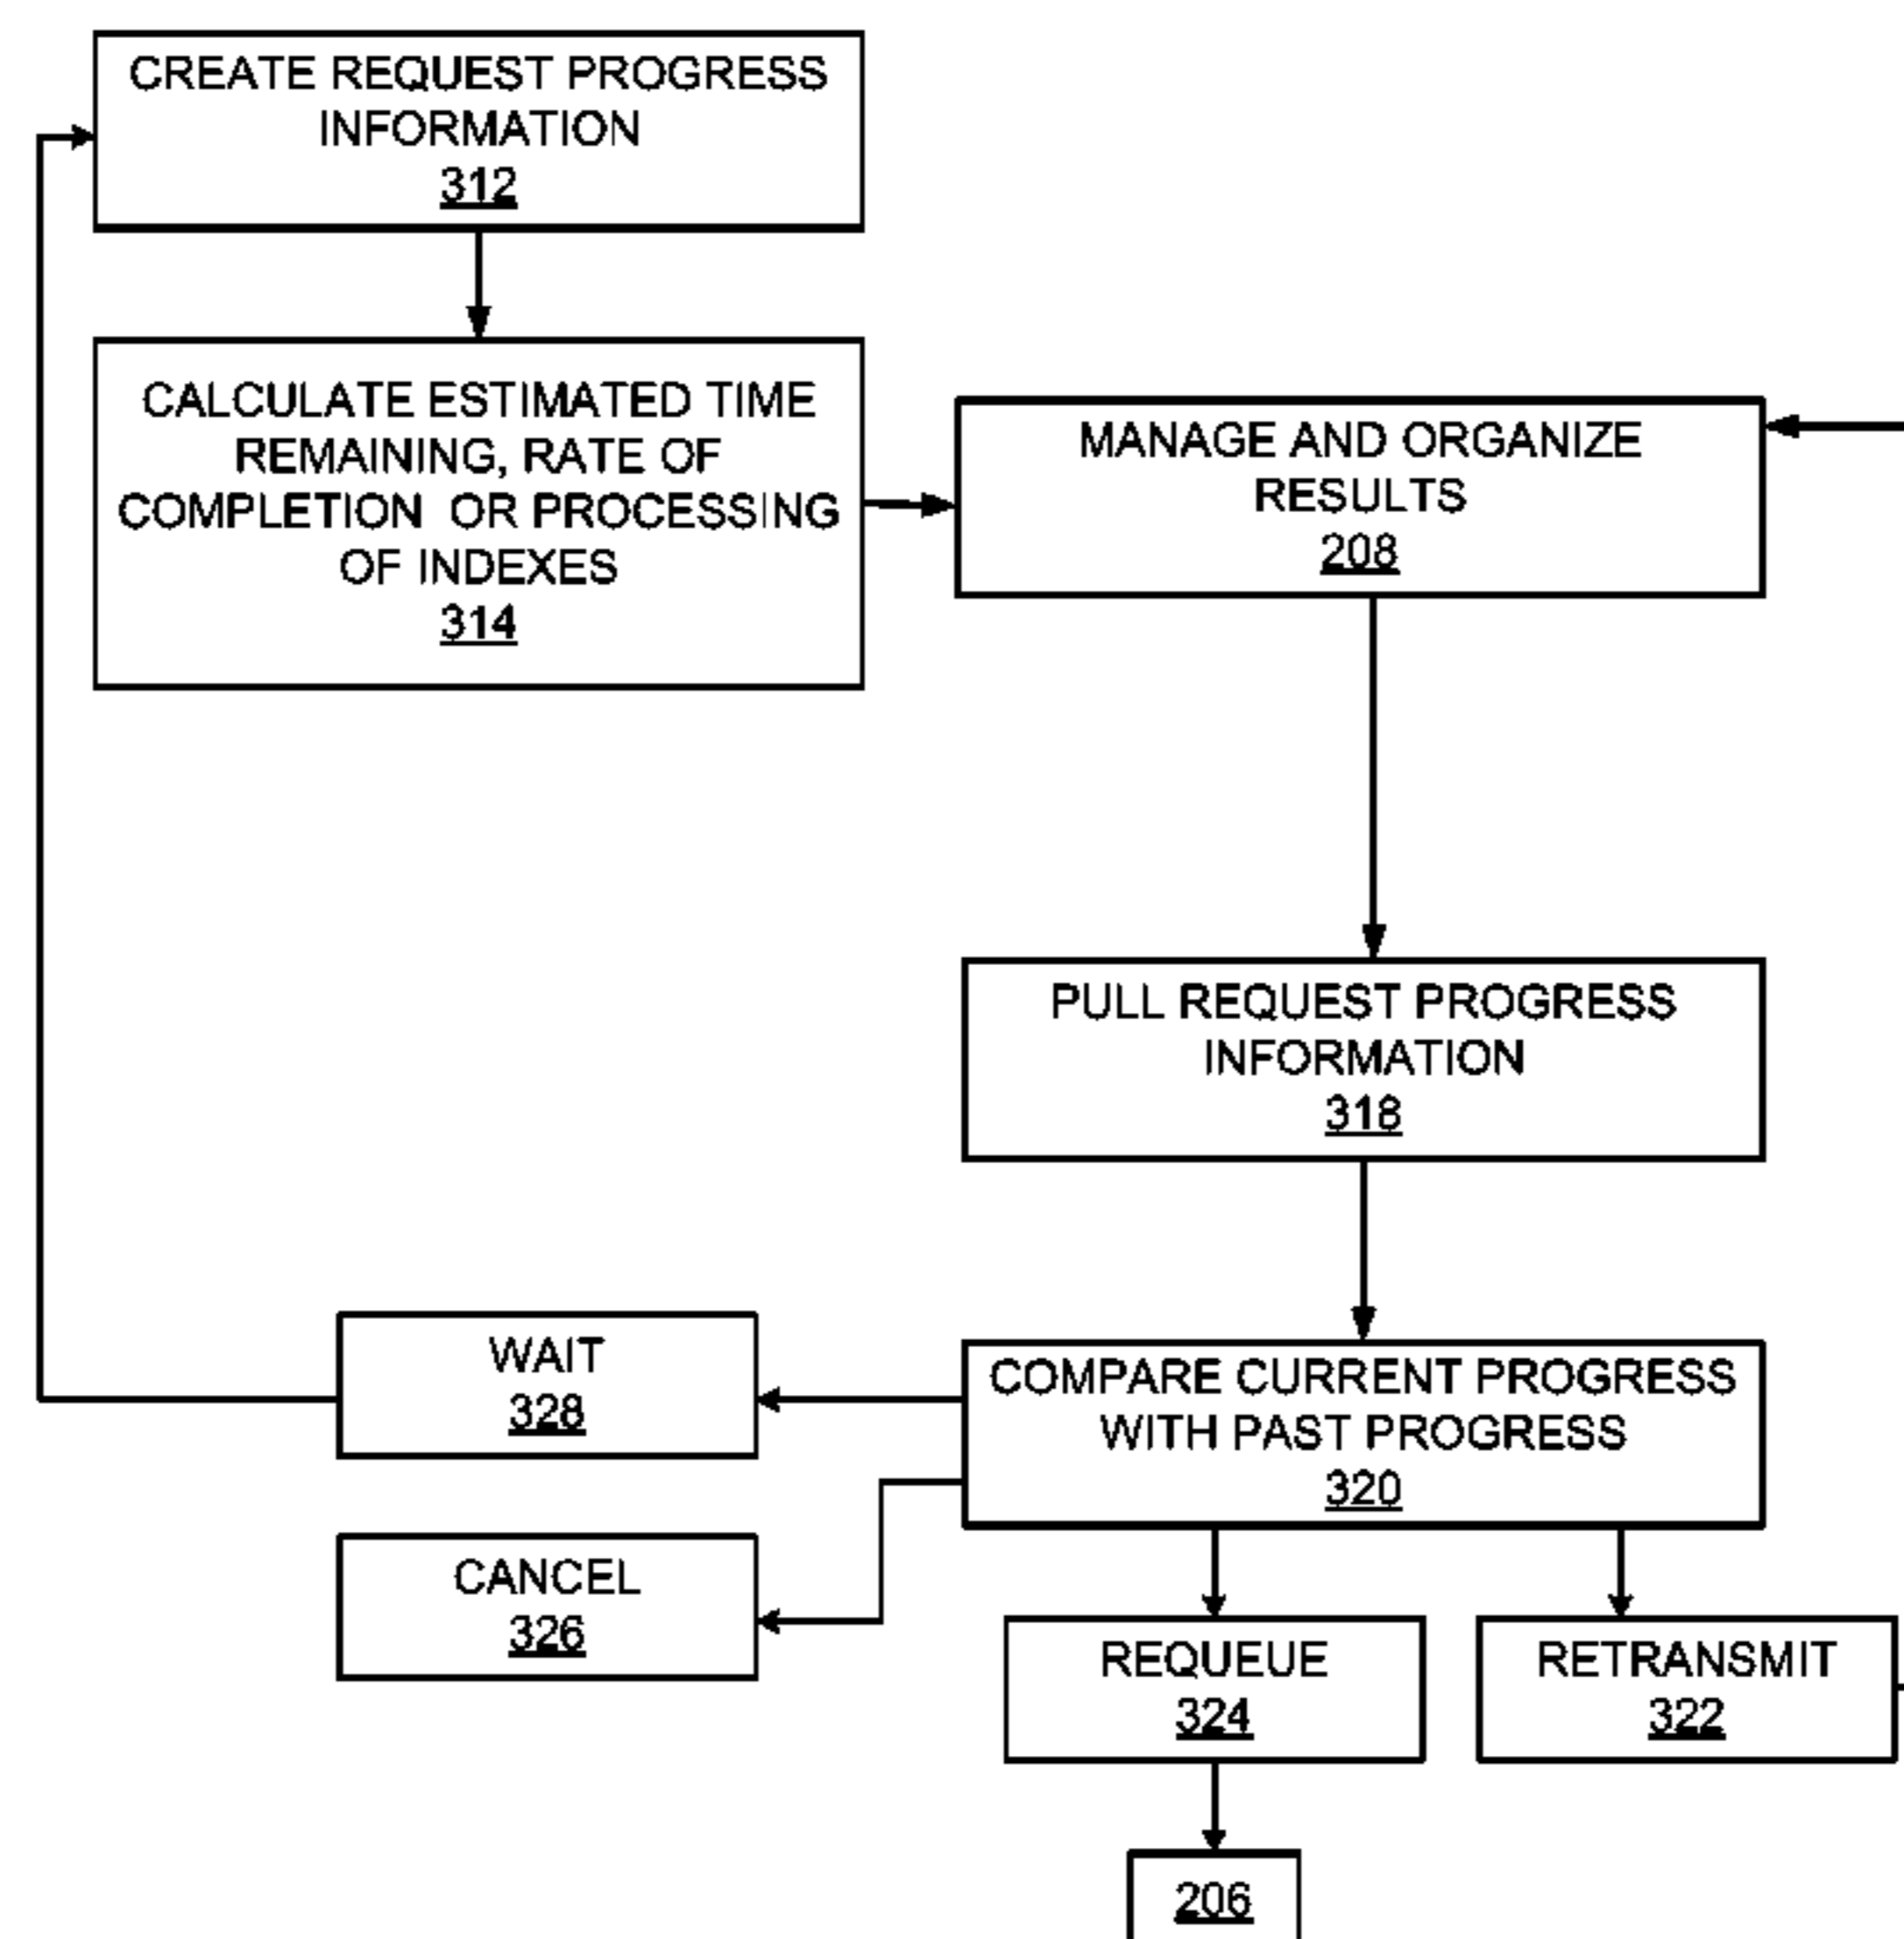 CREATE REQUEST PROGRESS
INFORMATION
312
CALCULATE ESTIMATED TIME
REMAINING, RATE OF
COMPLETION OR PROCESSING
OF INDEXES
314
MANAGE AND ORGANIZE
RESULTS
208
PULL REQUEST PROGRESS
INFORMATION
318
COMPARE CURRENT PROGRESS
WITH PAST PROGRESS
320
WAIT
328
CANCEL
326
REQUEUE
324
RETRANSMIT
322
206